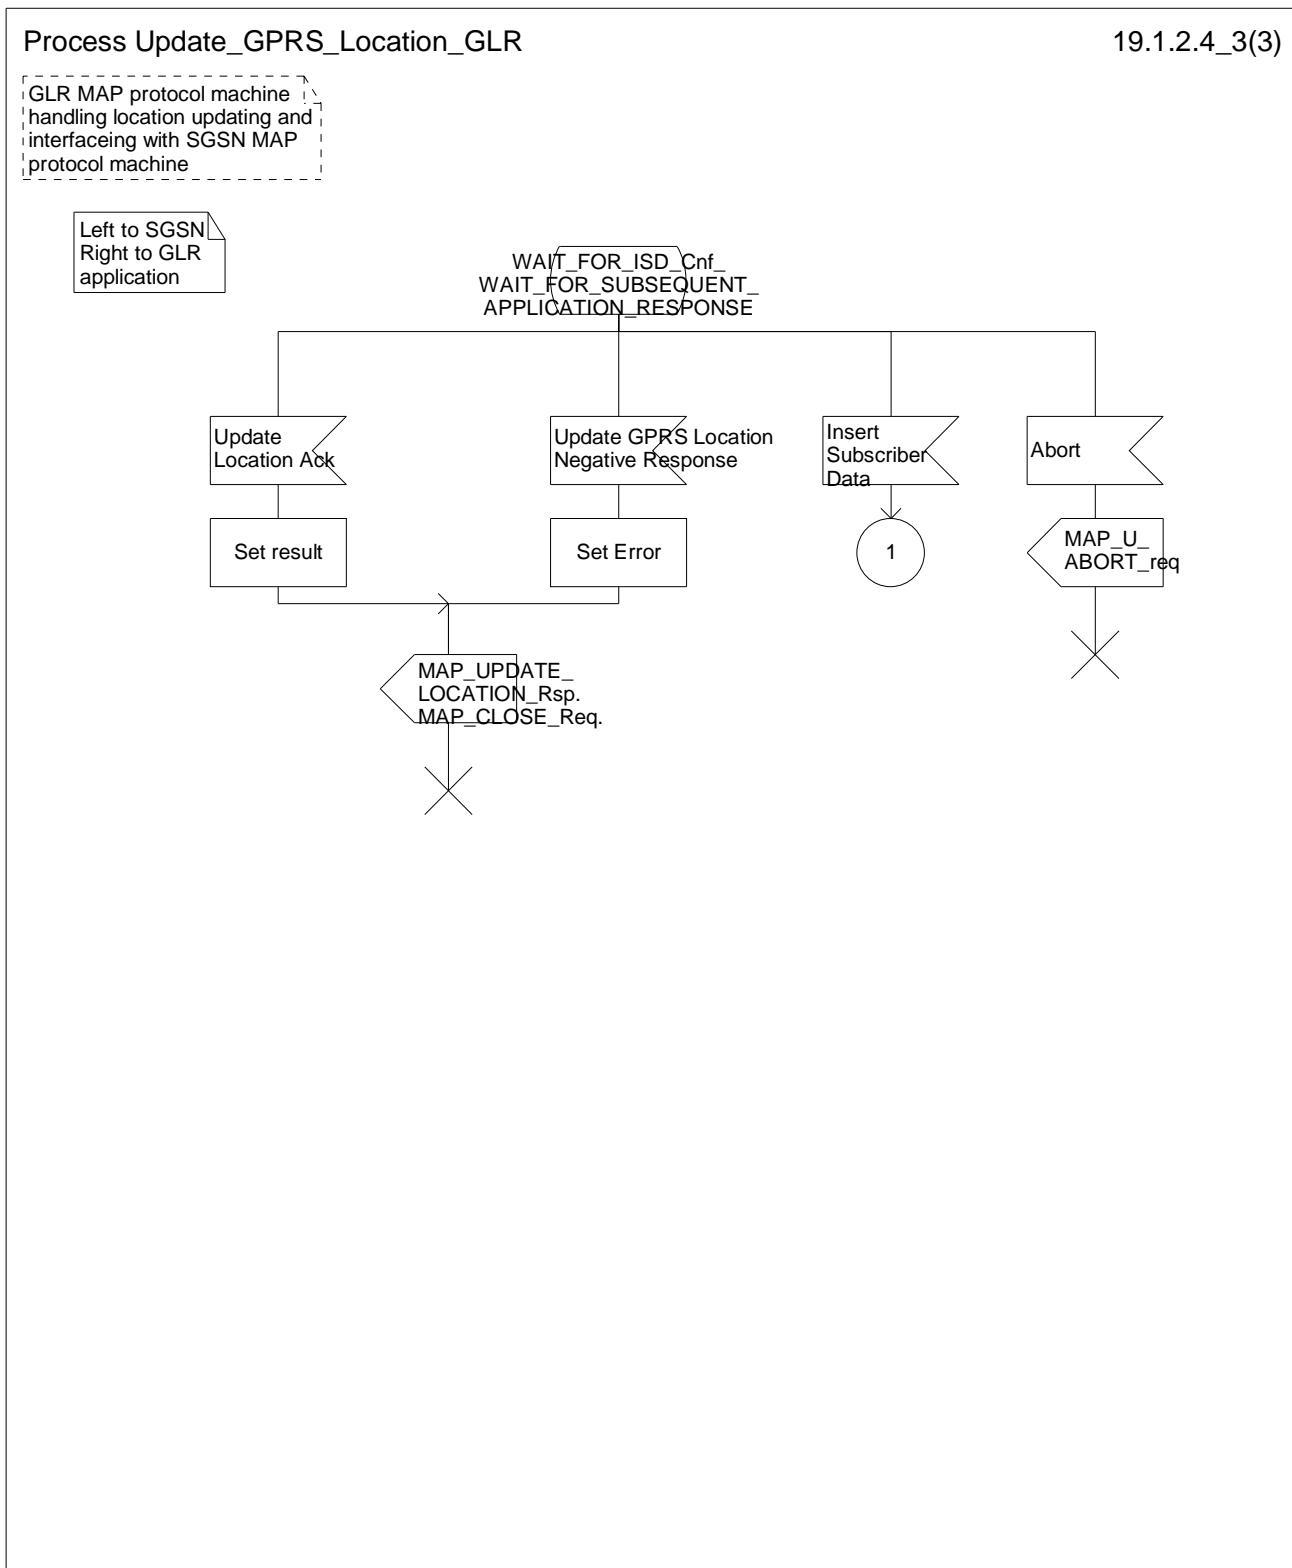 Process Update_GPRS_Location_GLR
19.1.2.4_3(3)
GLR MAP protocol machine
handling location updating and
interfaceing with SGSN MAP
protocol machine
Left to SGSN
Right to GLR
application
WAIT_FOR_ISD_Cnf_
WAIT_FOR_SUBSEQUENT_
APPLICATION_RESPONSE
Update
Location Ack
Update GPRS Location
Negative Response
Insert
Subscriber
Data
Abort
Set result
Set Error
1
MAP_U_
ABORT_req
MAP_UPDATE_
LOCATION_Rsp.
MAP_CLOSE_Req.